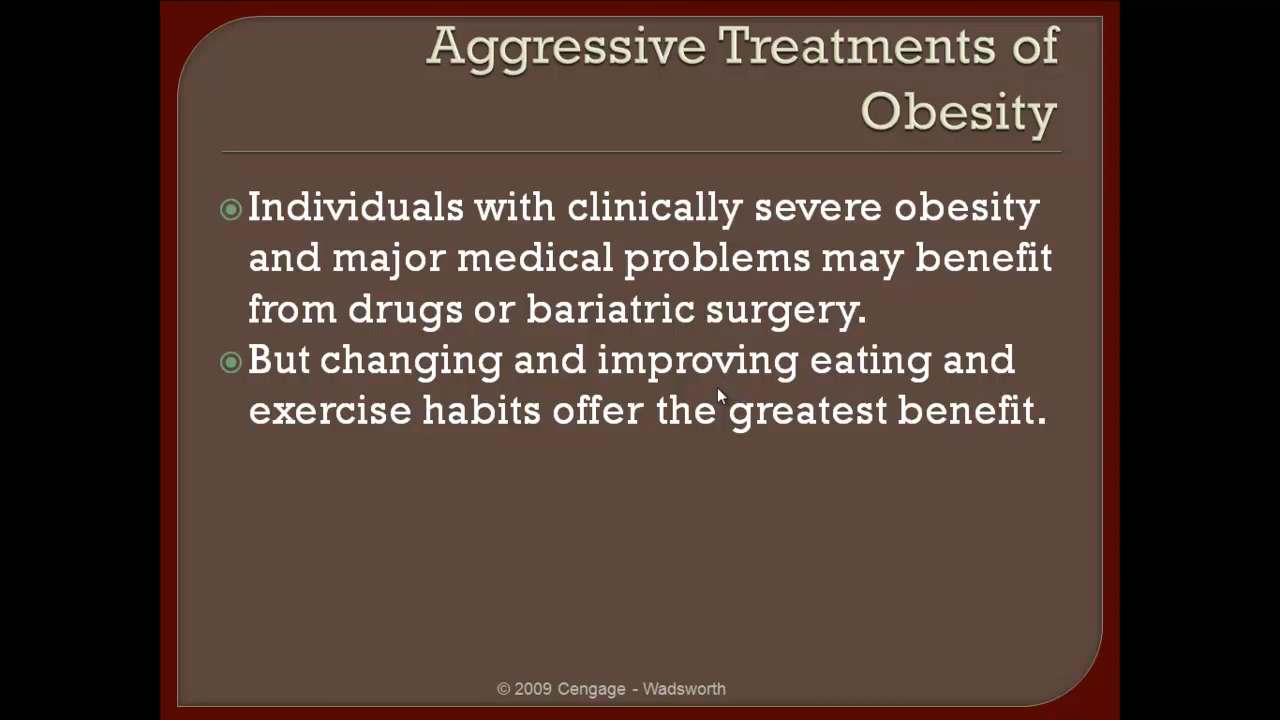 Aggressive Treatments of
Obesity
Individuals with clinically severe obesity
and major medical problems may benefit
from drugs or bariatric surgery.
But changing and improving eating and
exercise habits offer the greatest benefit.
© 2009 Cengage - Wadsworth